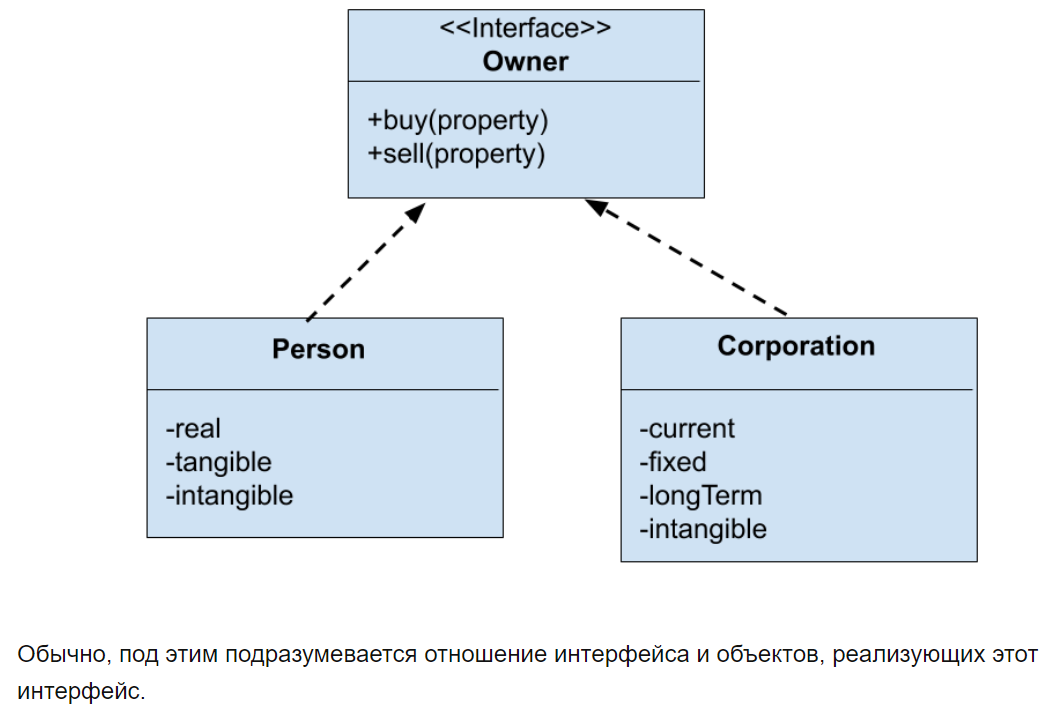 <<Interface>>
Owner
+buy(property)
+sell(property)
Person
-real
-tangible
-intangible
Corporation
-current
-fixed
-longTerm
-intangible
Обычно, под этим подразумевается отношение интерфейса и объектов, реализующих этот
интерфейс.